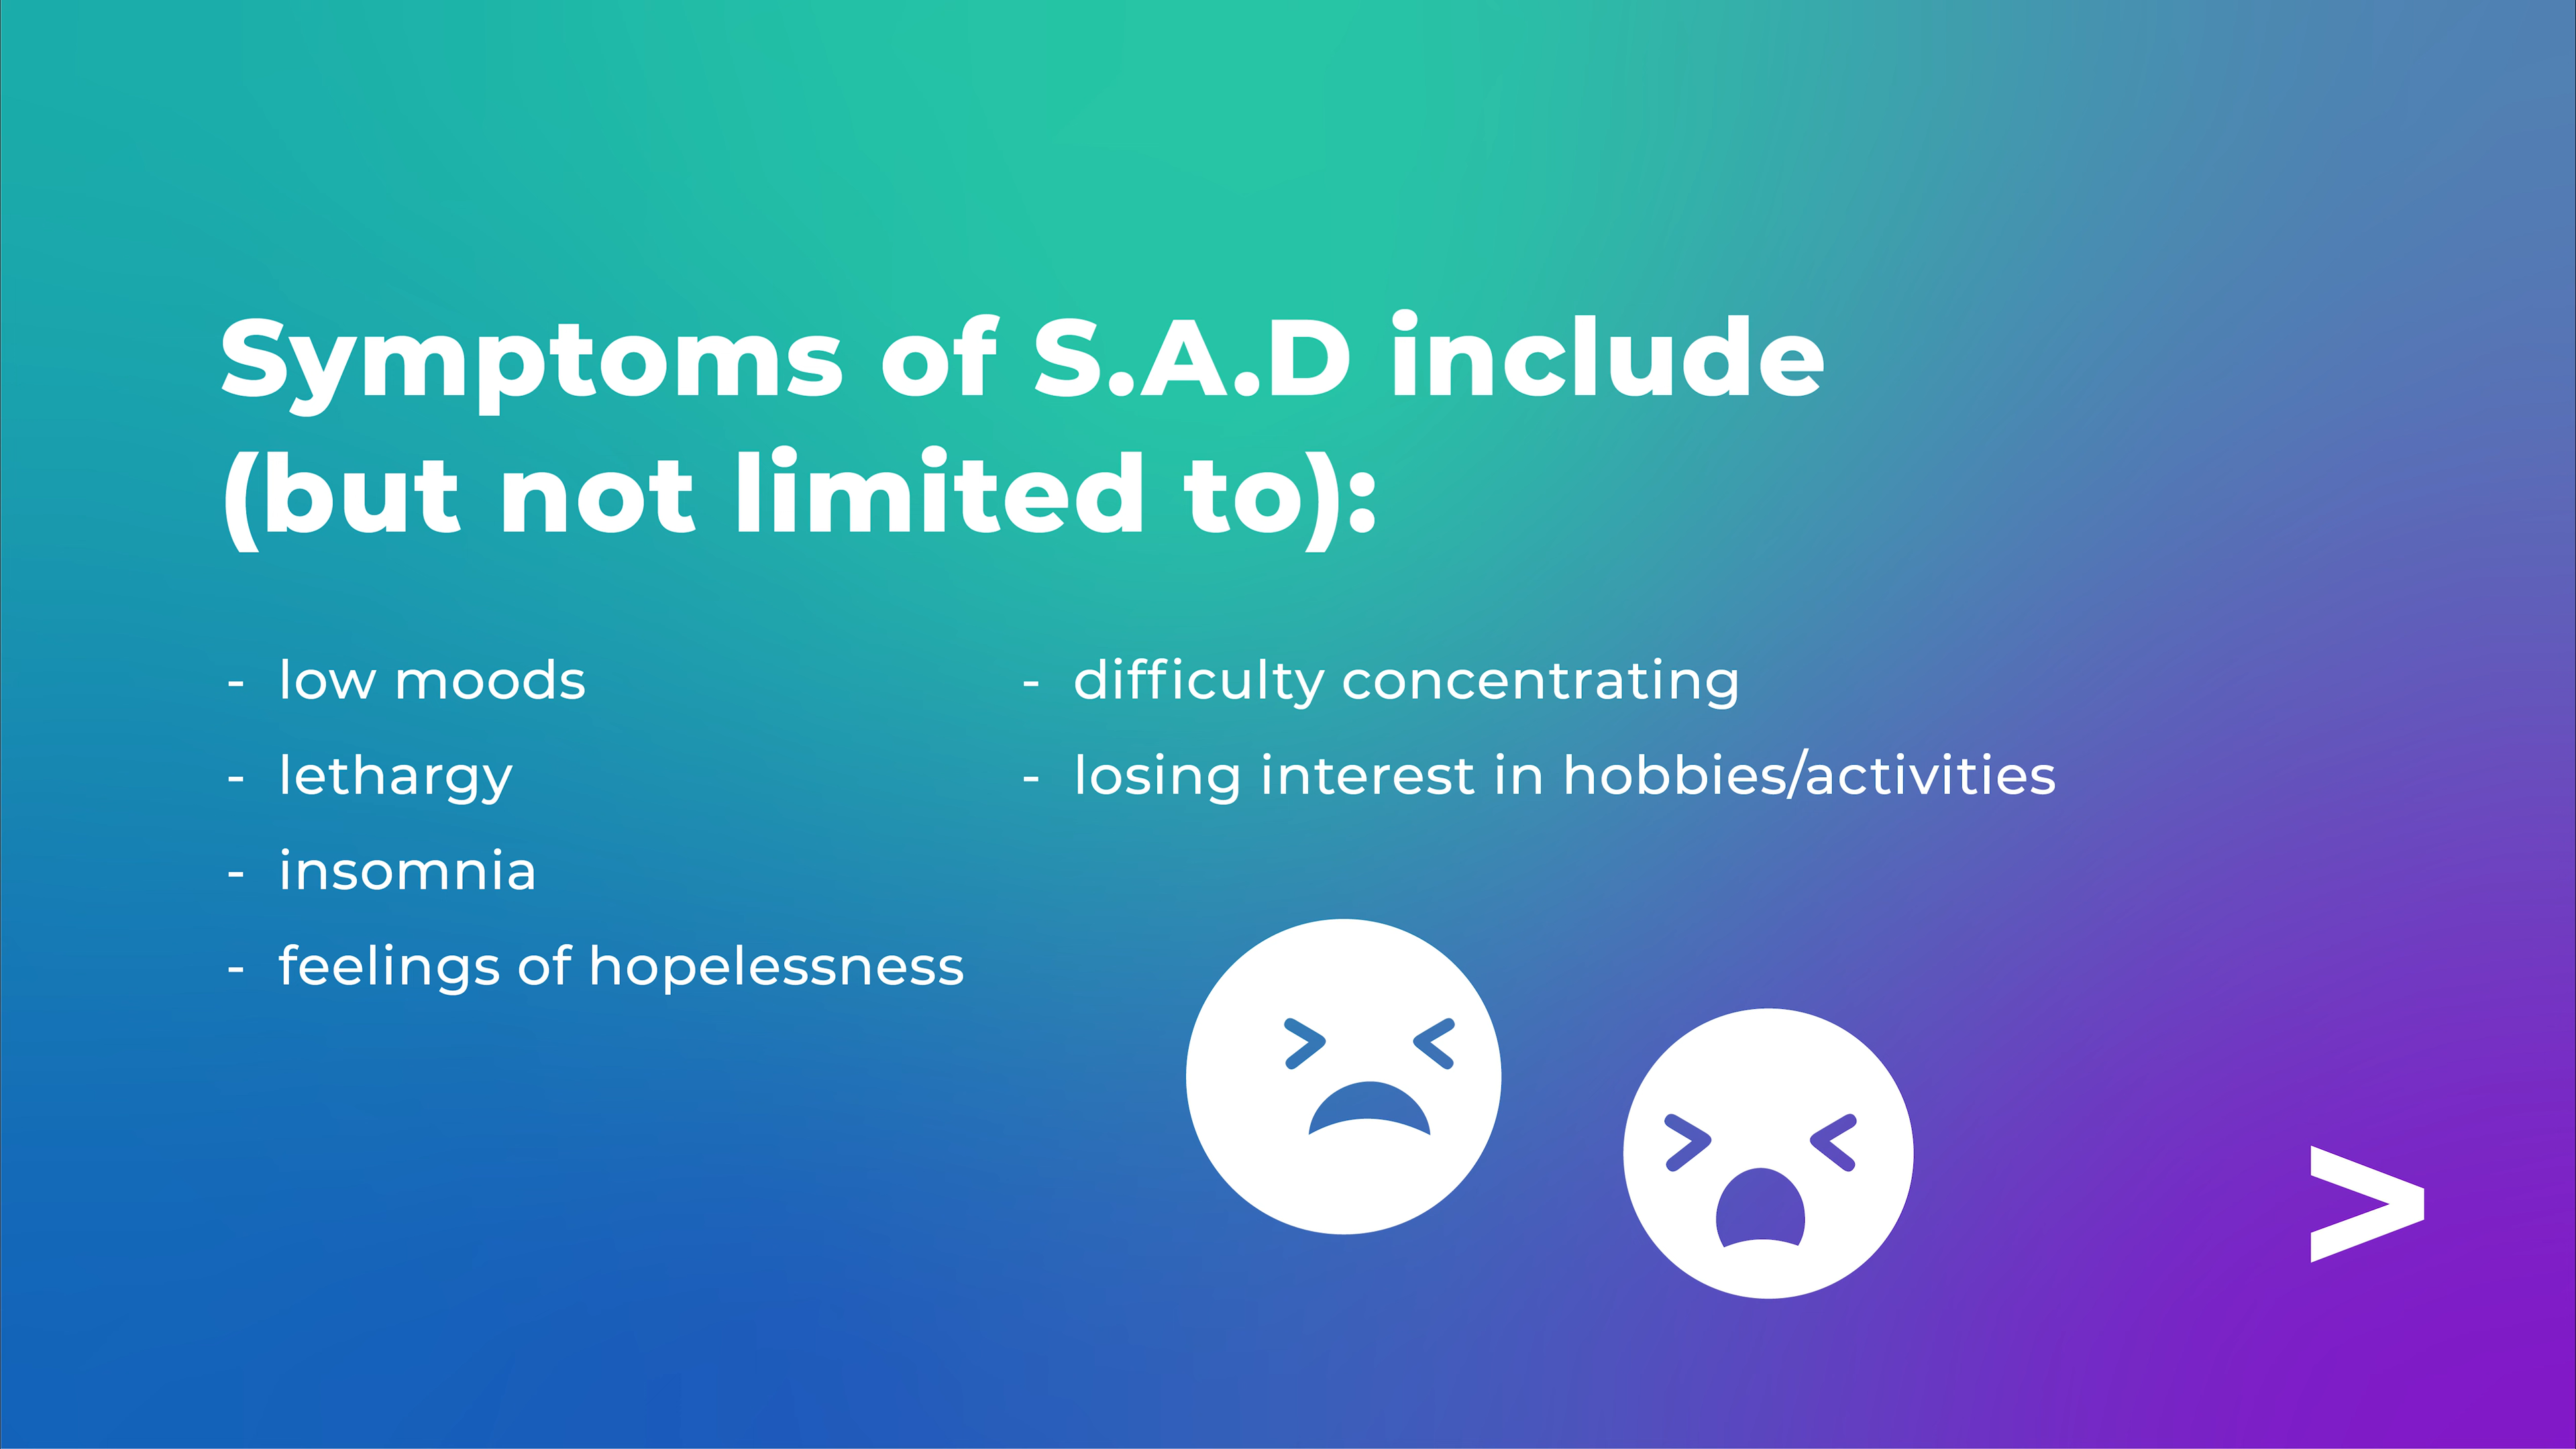 Symptoms of S.A.D include
(but not limited to):
- low moods
- lethargy
- insomnia
- feelings of hopelessness
- difficulty concentrating
- losing interest in hobbies/activities
>